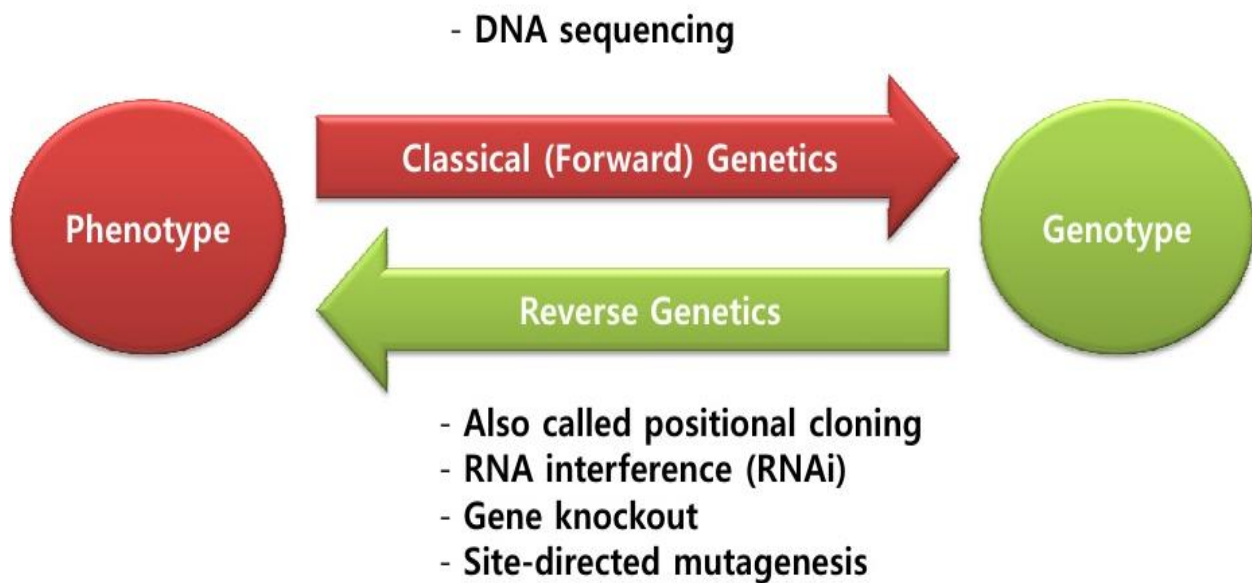 - DNA sequencing
Classical (Forward) Genetics
Phenotype
Genotype
Reverse Genetics
- Also called positional cloning
- RNA interference (RNAi)
- Gene knockout
- Site-directed mutagenesis